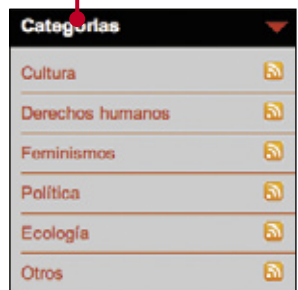 Categorías
Cultura
Derechos humanos
Feminismos
Política
Ecología
Otros